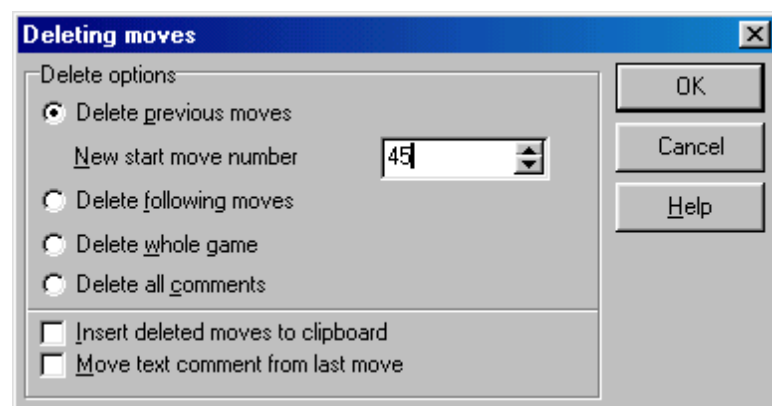 Deleting moves
Delete options
Delete previous moves
New start move number 45
Delete following moves
Delete whole game
Delete all comments
Insert deleted moves to clipboard
Move text comment from last move
OK
Cancel
Help